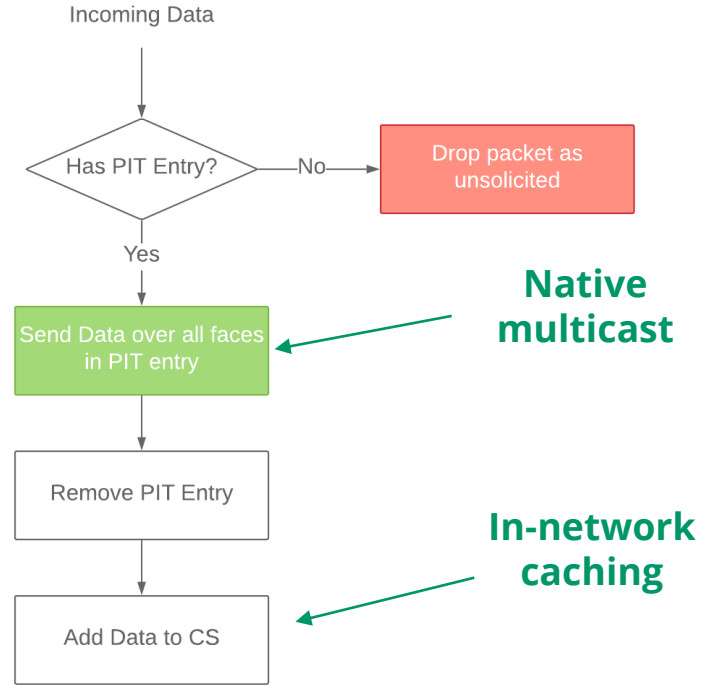 Incoming Data
Has PIT Entry?
No
Drop packet as
unsolicited
Yes
Native
multicast
Send Data over all faces
in PIT entry
Remove PIT Entry
In-network
caching
Add Data to CS